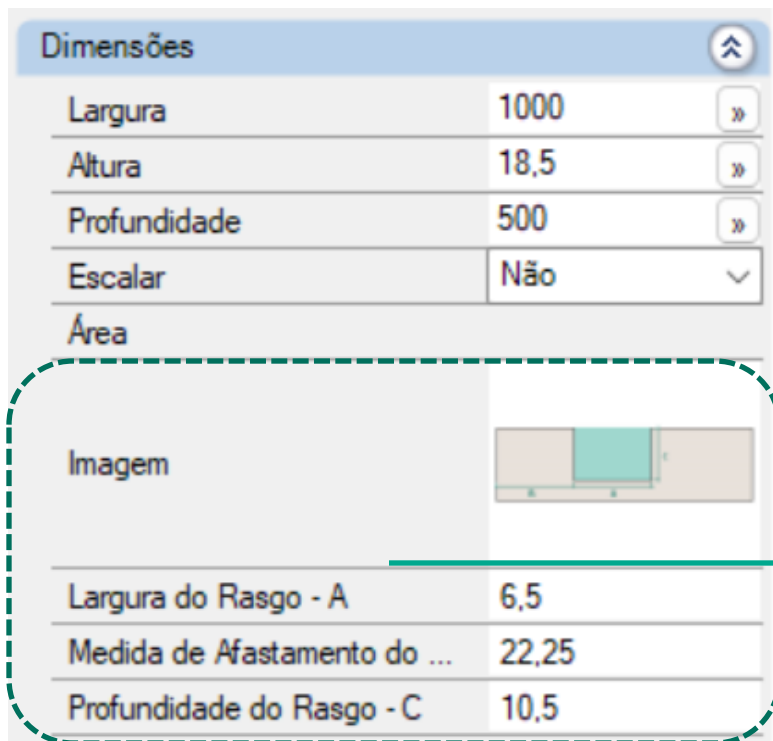 Dimensões
Largura 1000 »
Altura 18,5 »
Profundidade 500 »
Escalar Não
Área
Imagem
Largura do Rasgo - A 6,5
Medida de Afastamento do ... 22,25
Profundidade do Rasgo - C 10,5